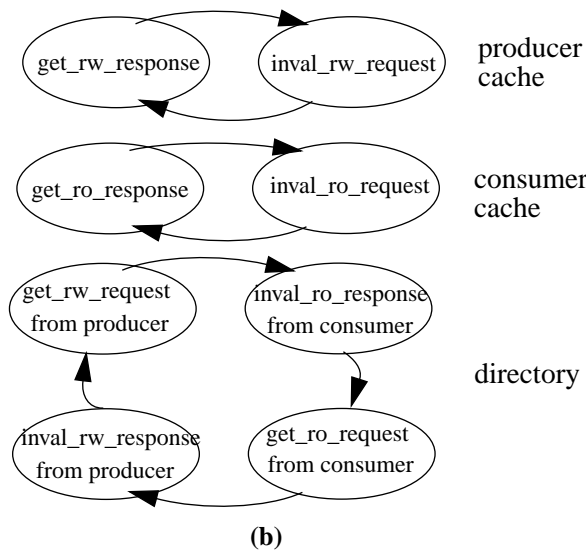 get_rw_response
inval_rw_request
producer
cache
get_ro_response
inval_ro_request
consumer
cache
get_rw_request
from producer
inval_ro_response
from consumer
directory
inval_rw_response
from producer
get_ro_request
from consumer
(b)